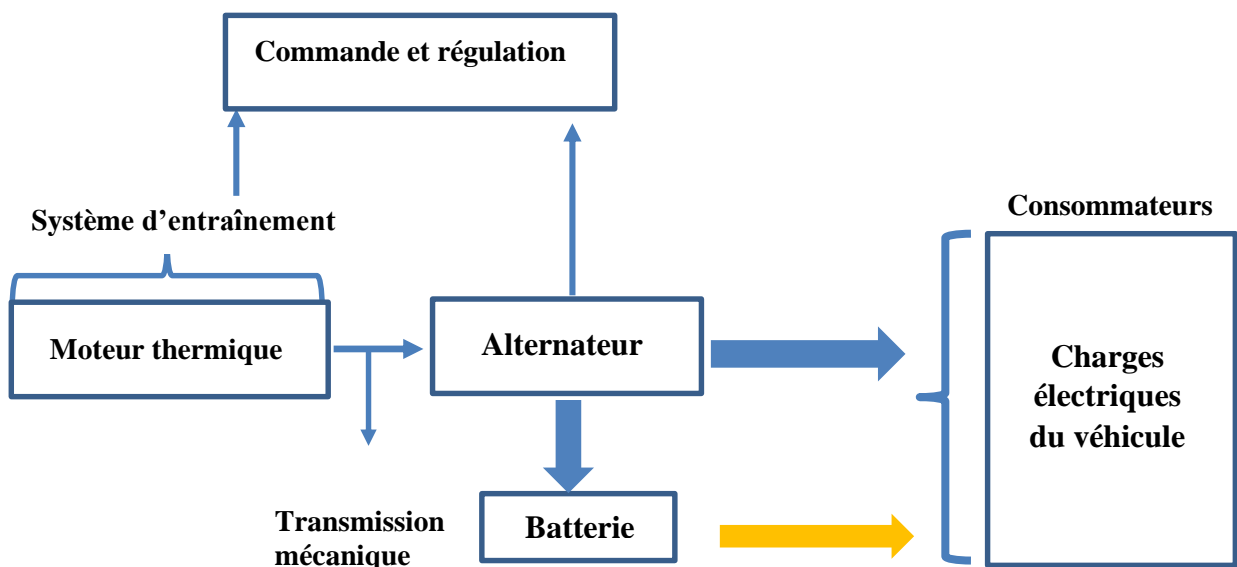 Commande et régulation
Système d’entraînement
Consommateurs
Moteur thermique
Alternateur
Charges
électriques
du véhicule
Transmission
mécanique
Batterie